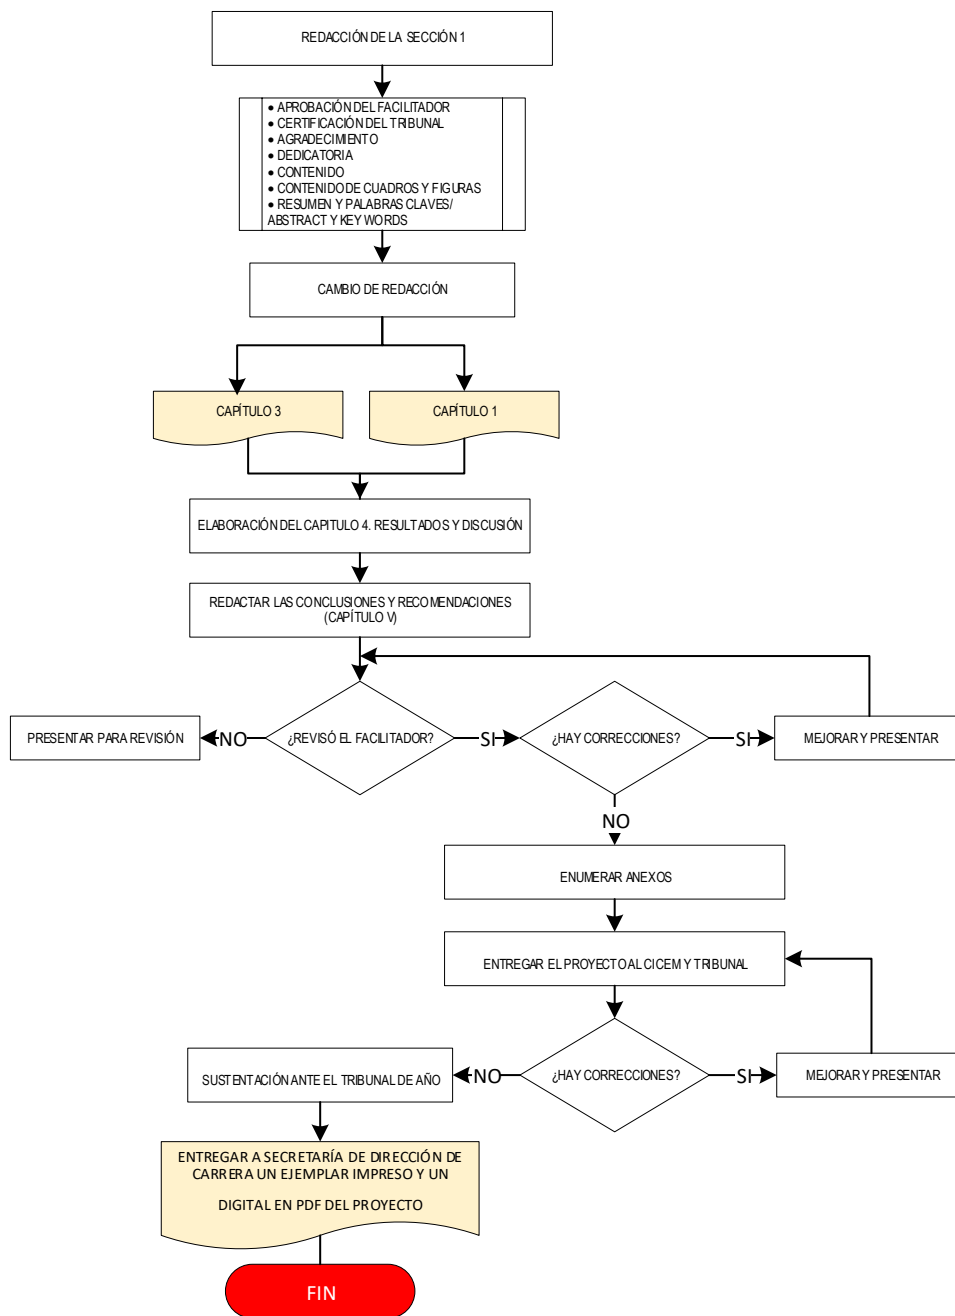 REDACCIÓN DE LA SECCIÓN 1
● APROBACIÓN DEL FACILITADOR
● CERTIFICACIÓN DEL TRIBUNAL
● AGRADECIMIENTO
● DEDICATORIA
● CONTENIDO
● CONTENIDO DE CUADROS Y FIGURAS
● RESUMEN Y PALABRAS CLAVES/
ABSTRACT Y KEY WORDS
CAMBIO DE REDACCIÓN
CAPÍTULO 3
CAPÍTULO 1
ELABORACIÓN DEL CAPITULO 4. RESULTADOS Y DISCUSIÓN
REDACTAR LAS CONCLUSIONES Y RECOMENDACIONES
(CAPÍTULO V)
PRESENTAR PARA REVISIÓN
NO
¿REVISÓ EL FACILITADOR?
SI
¿HAY CORRECCIONES?
SI
MEJORAR Y PRESENTAR
NO
ENUMERAR ANEXOS
ENTREGAR EL PROYECTO AL CICEM Y TRIBUNAL
SUSTENTACIÓN ANTE EL TRIBUNAL DE AÑO
NO
¿HAY CORRECCIONES?
SI
MEJORAR Y PRESENTAR
ENTREGAR A SECRETARÍA DE DIRECCIÓN DE
CARRERA UN EJEMPLAR IMPRESO Y UN
DIGITAL EN PDF DEL PROYECTO
FIN